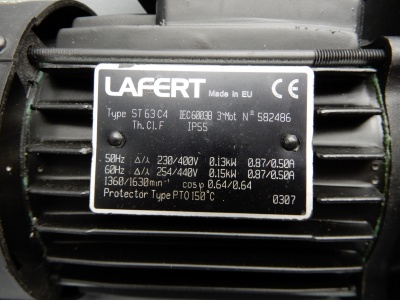 LAFERT Made in EU CE
Type ST 63 C4 IEC60038 3~Mot Nº 582486
Th.Cl.F IP55
50Hz Δ/⅄ 230/400V 0.13kW 0.87/0.50A
60Hz Δ/⅄ 254/440V 0.15kW 0.87/0.50A
1360/1630min⁻¹ cosφ 0.64/0.64
Protector Type PTO 150°C 0307